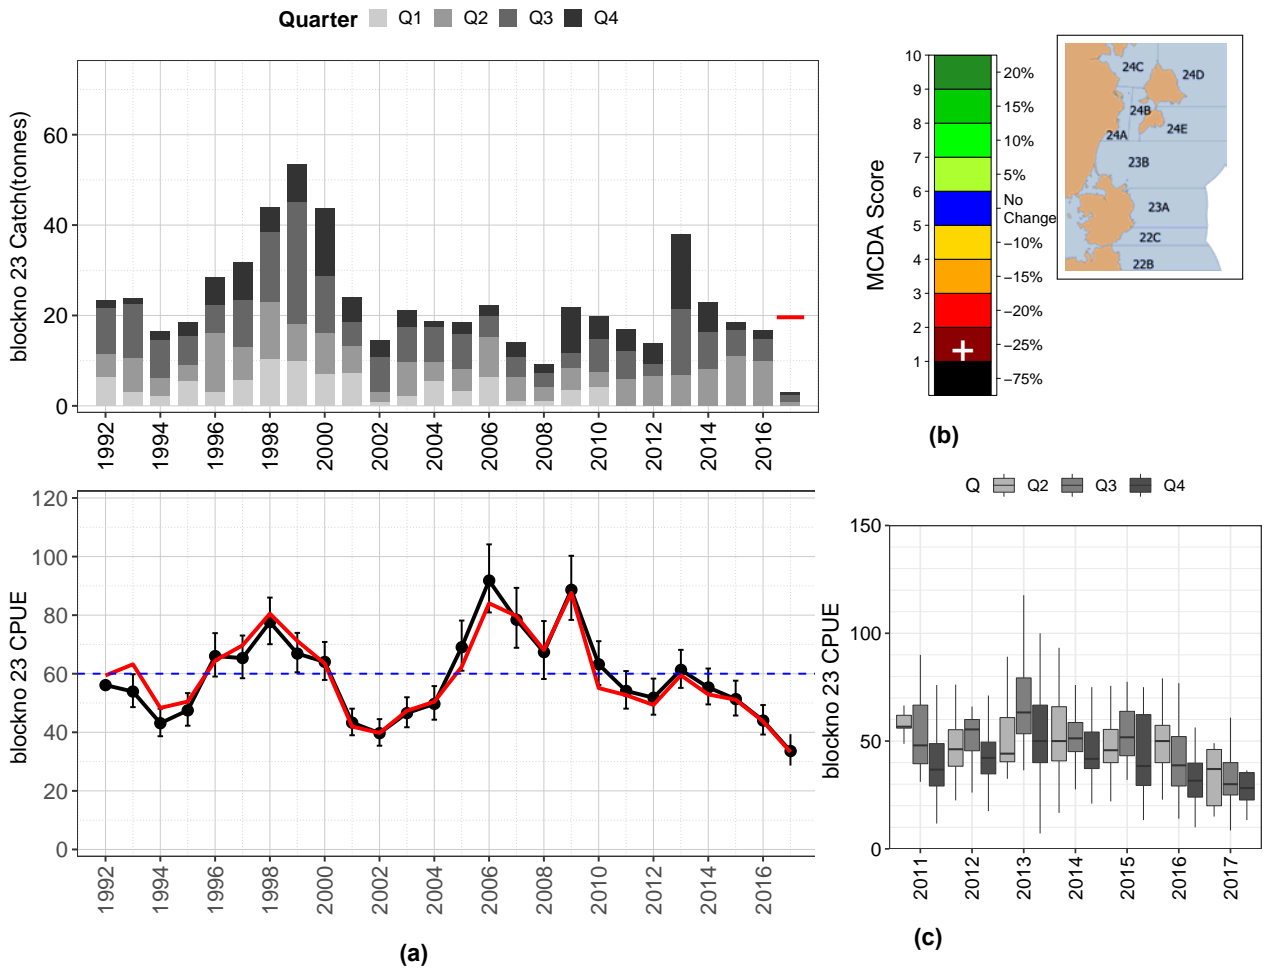 Quarter Q1 Q2 Q3 Q4
blockno 23 Catch(tonnes)
60
40
20
0
1992 1994 1996 1998 2000 2002 2004 2006 2008 2010 2012 2014 2016
blockno 23 CPUE
120
100
80
60
40
20
0
1992 1994 1996 1998 2000 2002 2004 2006 2008 2010 2012 2014 2016
(a)
MCDA Score
10
9
8
7
6
5
4
3
2
1
20%
15%
10%
5%
No
Change
−10%
−15%
−20%
−25%
−75%
(b)
24C
24D
24B
24E
24A
23B
23A
22C
22B
Q Q2 Q3 Q4
blockno 23 CPUE
150
100
50
0
2011 2012 2013 2014 2015 2016 2017
(c)